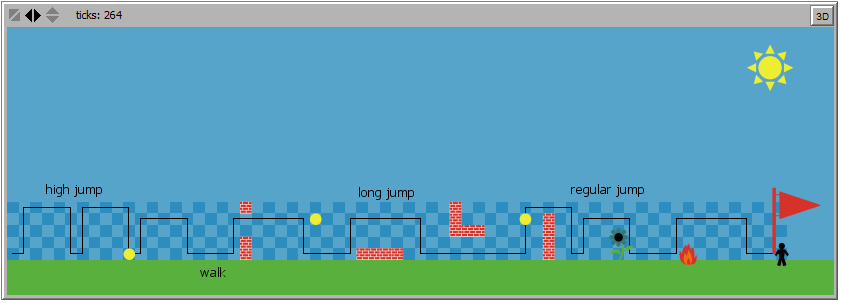 ticks: 264
3D
high jump
long jump
regular jump
walk